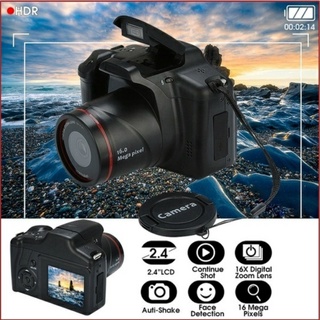 HDR
00:02:14
16.0
Mega pixel
Camera
2.4
2.4"LCD
Continue
Shot
16X Digital
Zoom Lens
Auti-Shake
Face
Detection
16 Mega
Pixels